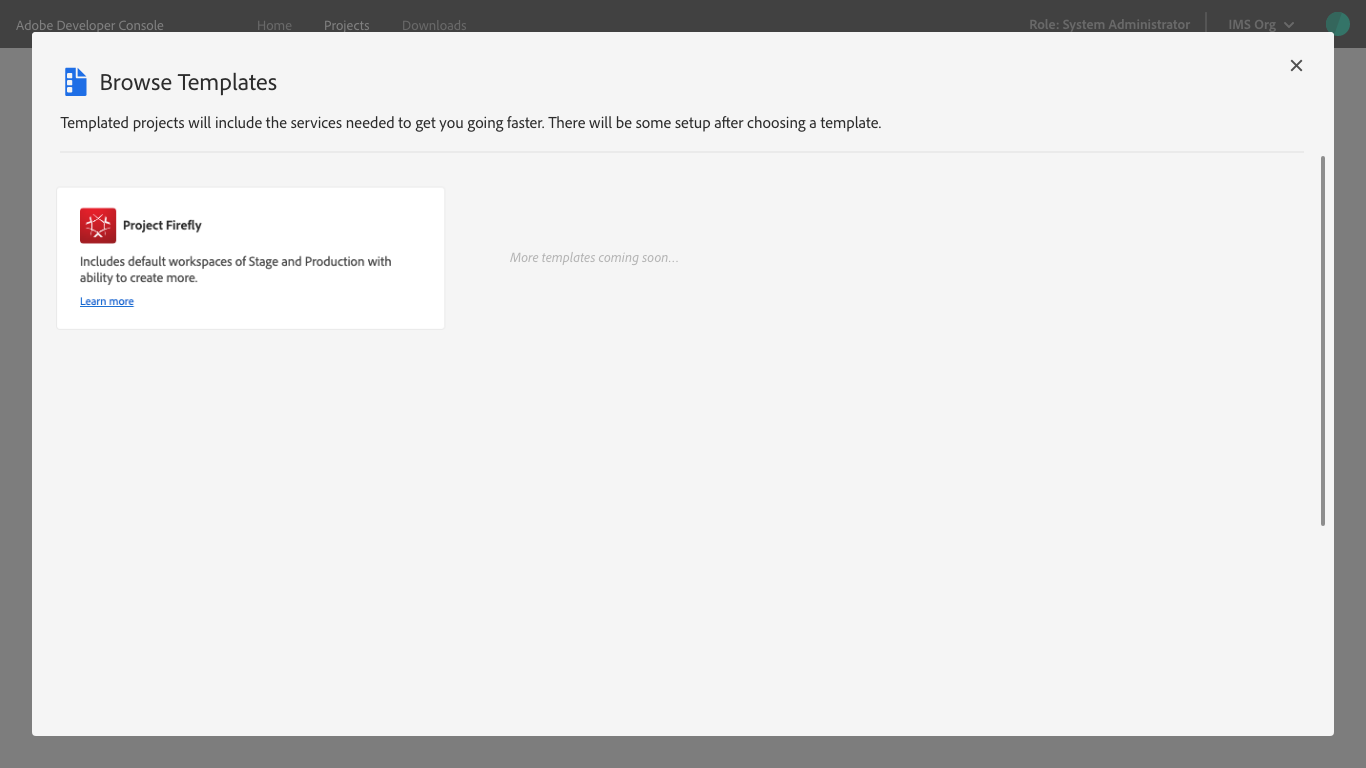 Adobe Developer Console
Home
Projects
Downloads
Role: System Administrator
IMS Org
Browse Templates
Templated projects will include the services needed to get you going faster. There will be some setup after choosing a template.
Project Firefly
Includes default workspaces of Stage and Production with
ability to create more.
Learn more
More templates coming soon...